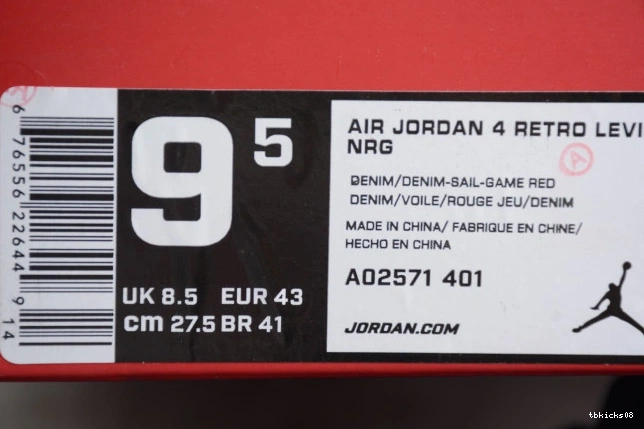 6 76556 22644 9 14
9 5
UK 8.5 EUR 43
cm 27.5 BR 41
AIR JORDAN 4 RETRO LEVI
NRG
A
DENIM/DENIM-SAIL-GAME RED
DENIM/VOILE/ROUGE JEU/DENIM
MADE IN CHINA/ FABRIQUE EN CHINE/
HECHO EN CHINA
AO2571 401
JORDAN.COM
tbkicks08